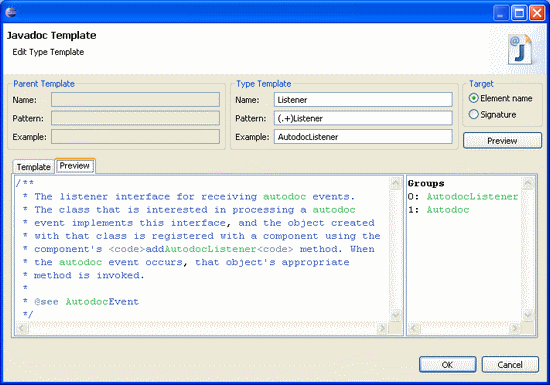 Javadoc Template
Edit Type Template
@J
Parent Template
Name:
Pattern:
Example:
Type Template
Name: Listener
Pattern: (.+)Listener
Example: AutodocListener
Target
Element name
Signature
Preview
Template Preview
/**
* The listener interface for receiving autodoc events.
* The class that is interested in processing a autodoc
* event implements this interface, and the object created
* with that class is registered with a component using the
* component's <code>addAutodocListener<code> method. When
* the autodoc event occurs, that object's appropriate
* method is invoked.
*
* @see AutodocEvent
*/
Groups
0: AutodocListener
1: Autodoc
OK Cancel